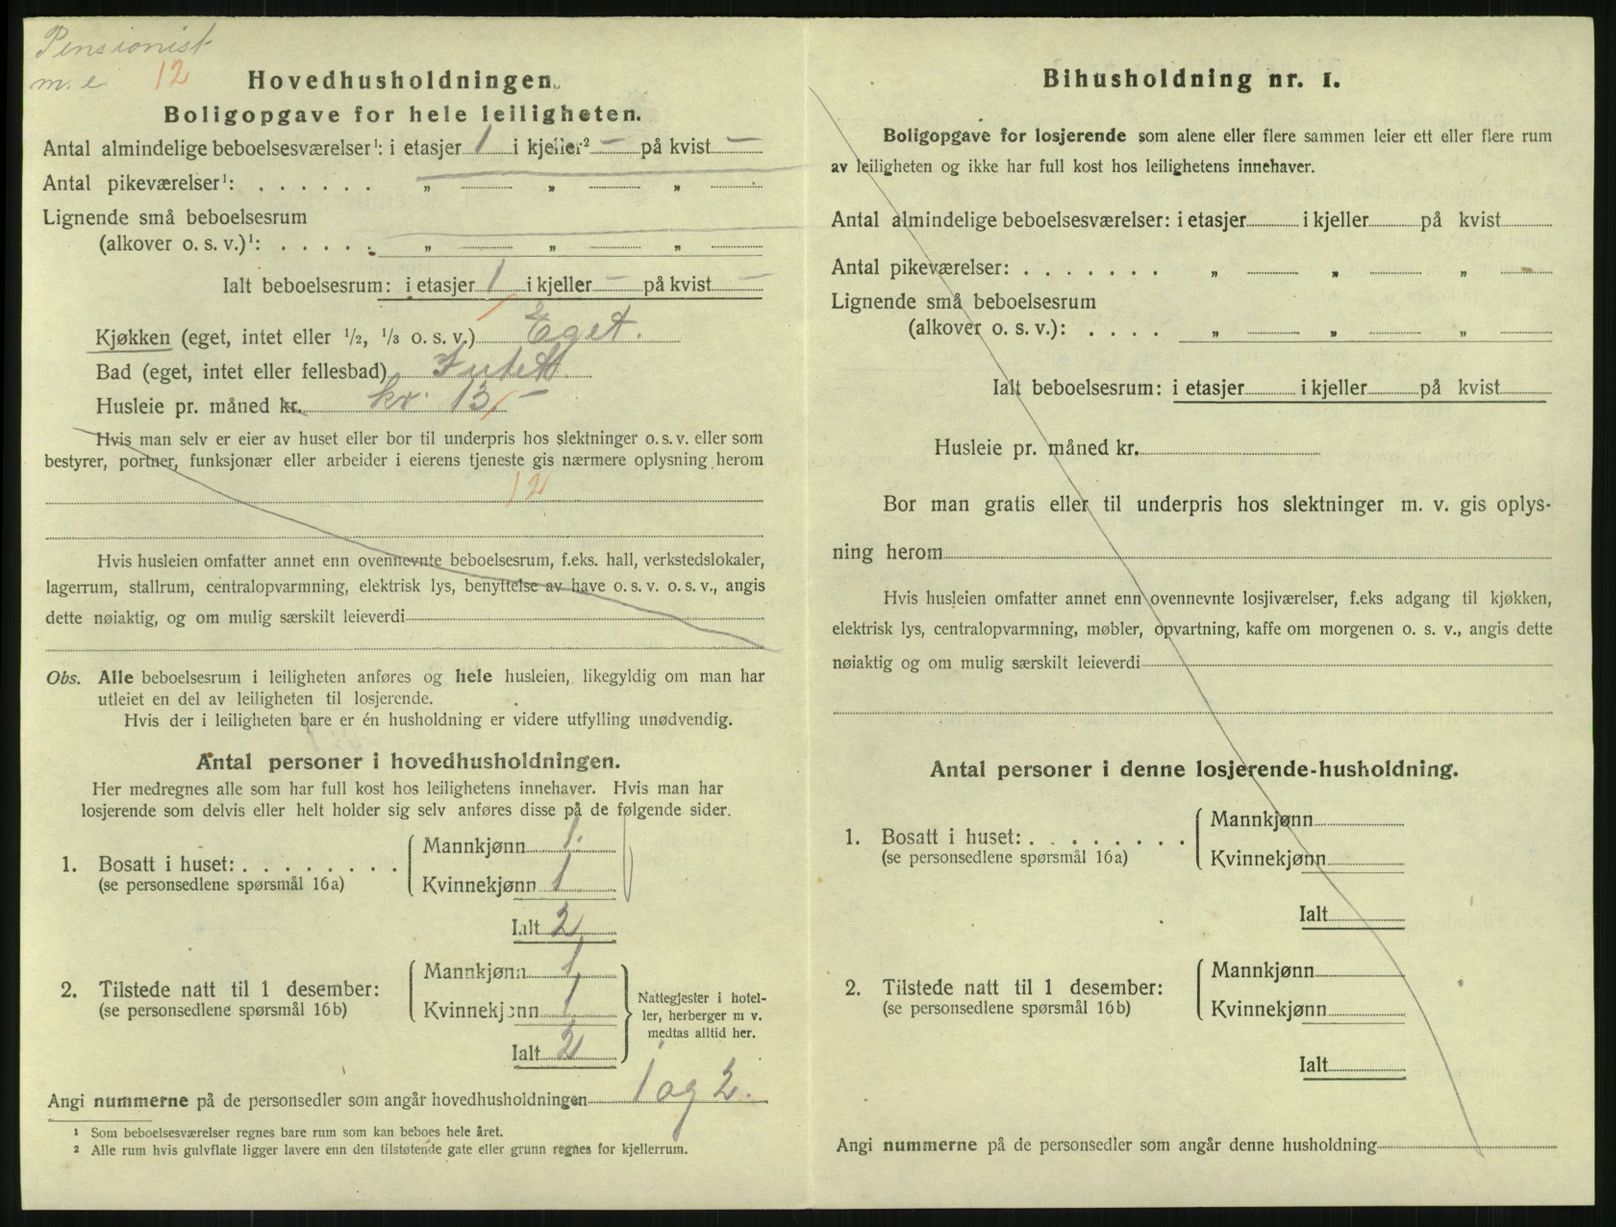 Pensionist
m. e. 12
Hovedhusholdningen.
Boligopgave for hele leiligheten.
Antal almindelige beboelsesværelser¹: i etasjer 1 i kjeller² – på kvist –
Antal pikeværelser¹: . . . . . . „ „ „
Lignende små beboelsesrum
(alkover o. s. v.)¹: . . . . . „ „ „
Ialt beboelsesrum: i etasjer 1 i kjeller – på kvist –
Kjøkken (eget, intet eller ½, ⅓ o. s. v.) Eget.
Bad (eget, intet eller fellesbad) Intet
Husleie pr. måned kr. kr. 13,–
Hvis man selv er eier av huset eller bor til underpris hos slektninger o. s. v. eller som
bestyrer, portner, funksjonær eller arbeider i eierens tjeneste gis nærmere oplysning herom
12
Hvis husleien omfatter annet enn ovennevnte beboelsesrum, f.eks. hall, verkstedslokaler,
lagerrum, stallrum, centralopvarmning, elektrisk lys, benyttelse av have o. s. v. o. s. v., angis
dette nøiaktig, og om mulig særskilt leieverdi
Obs. Alle beboelsesrum i leiligheten anføres og hele husleien, likegyldig om man har
utleiet en del av leiligheten til losjerende.
Hvis der i leiligheten bare er én husholdning er videre utfylling unødvendig.
Antal personer i hovedhusholdningen.
Her medregnes alle som har full kost hos leilighetens innehaver. Hvis man har
losjerende som delvis eller helt holder sig selv anføres disse på de følgende sider.
1. Bosatt i huset: . . . . . . . .
(se personsedlene spørsmål 16a)
Mannkjønn 1.
Kvinnekjønn 1
Ialt 2
2. Tilstede natt til 1 desember:
(se personsedlene spørsmål 16b)
Mannkjønn 1
Kvinnekjønn 1
Ialt 2
Nattegjester i hotel-
ler, herberger m v.
medtas alltid her.
Angi nummerne på de personsedler som angår hovedhusholdningen 1 og 2.
¹ Som beboelsesværelser regnes bare rum som kan beboes hele året.
² Alle rum hvis gulvflate ligger lavere enn den tilstøtende gate eller grunn regnes for kjellerrum.
Bihusholdning nr. 1.
Boligopgave for losjerende som alene eller flere sammen leier ett eller flere rum
av leiligheten og ikke har full kost hos leilighetens innehaver.
Antal almindelige beboelsesværelser: i etasjer i kjeller på kvist
Antal pikeværelser: . . . . . . . „ „ „
Lignende små beboelsesrum
(alkover o. s. v.): . . . . „ „ „
Ialt beboelsesrum: i etasjer i kjeller på kvist
Husleie pr. måned kr.
Bor man gratis eller til underpris hos slektninger m. v. gis oplys-
ning herom
Hvis husleien omfatter annet enn ovennevnte losjiværelser, f.eks adgang til kjøkken,
elektrisk lys, centralopvarmning, møbler, opvartning, kaffe om morgenen o. s. v., angis dette
nøiaktig og om mulig særskilt leieverdi
Antal personer i denne losjerende-husholdning.
1. Bosatt i huset: . . . . . . .
(se personsedlene spørsmål 16a)
Mannkjønn
Kvinnekjønn
Ialt
2. Tilstede natt til 1 desember:
(se personsedlene spørsmål 16b)
Mannkjønn
Kvinnekjønn
Ialt
Angi nummerne på de personsedler som angår denne husholdning